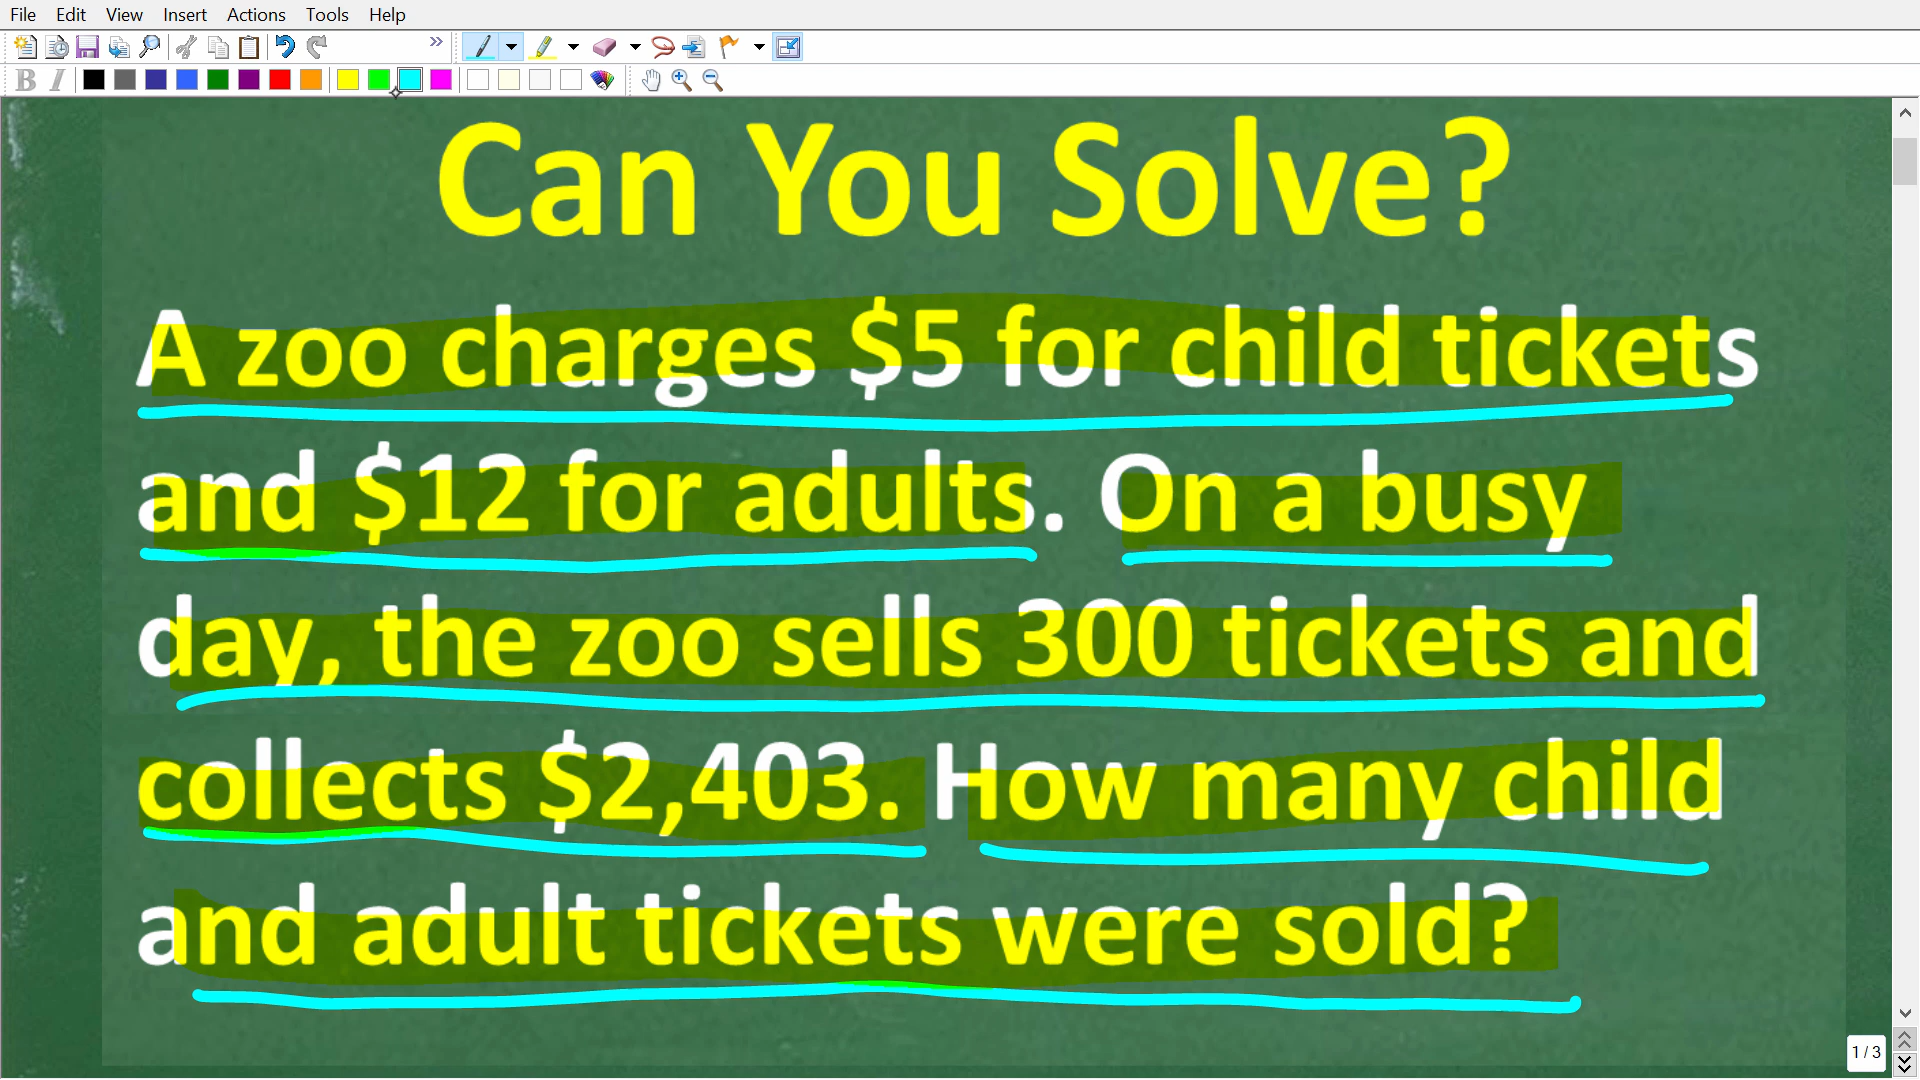 File Edit View Insert Actions Tools Help
B I
Can You Solve?
A zoo charges $5 for child tickets
and $12 for adults. On a busy
day, the zoo sells 300 tickets and
collects $2,403. How many child
and adult tickets were sold?
1 / 3